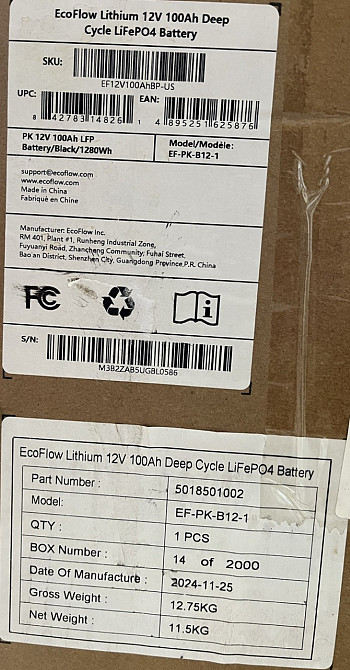 EcoFlow Lithium 12V 100Ah Deep
Cycle LiFePO4 Battery
SKU:
EF12V100AhBP-US
UPC:
8 42783 14826 1
EAN:
4 895251 625876
PK 12V 100Ah LFP
Battery/Black/1280Wh
Model/Modèle:
EF-PK-B12-1
support@ecoflow.com
www.ecoflow.com
Made in China
Fabriqué en Chine
Manufacturer: EcoFlow Inc.
RM 401, Plant #1, Runheng Industrial Zone,
Fuyuanyi Road, Zhancheng Community, Fuhai Street,
Bao an District, Shenzhen City, Guangdong Province,P.R. China
FC
S/N:
M3B2ZAB5UGBL0586
EcoFlow Lithium 12V 100Ah Deep Cycle LiFePO4 Battery
Part Number : 5018501002
Model: EF-PK-B12-1
QTY : 1 PCS
BOX Number : 14 of 2000
Date Of Manufacture : 2024-11-25
Gross Weight : 12.75KG
Net Weight : 11.5KG